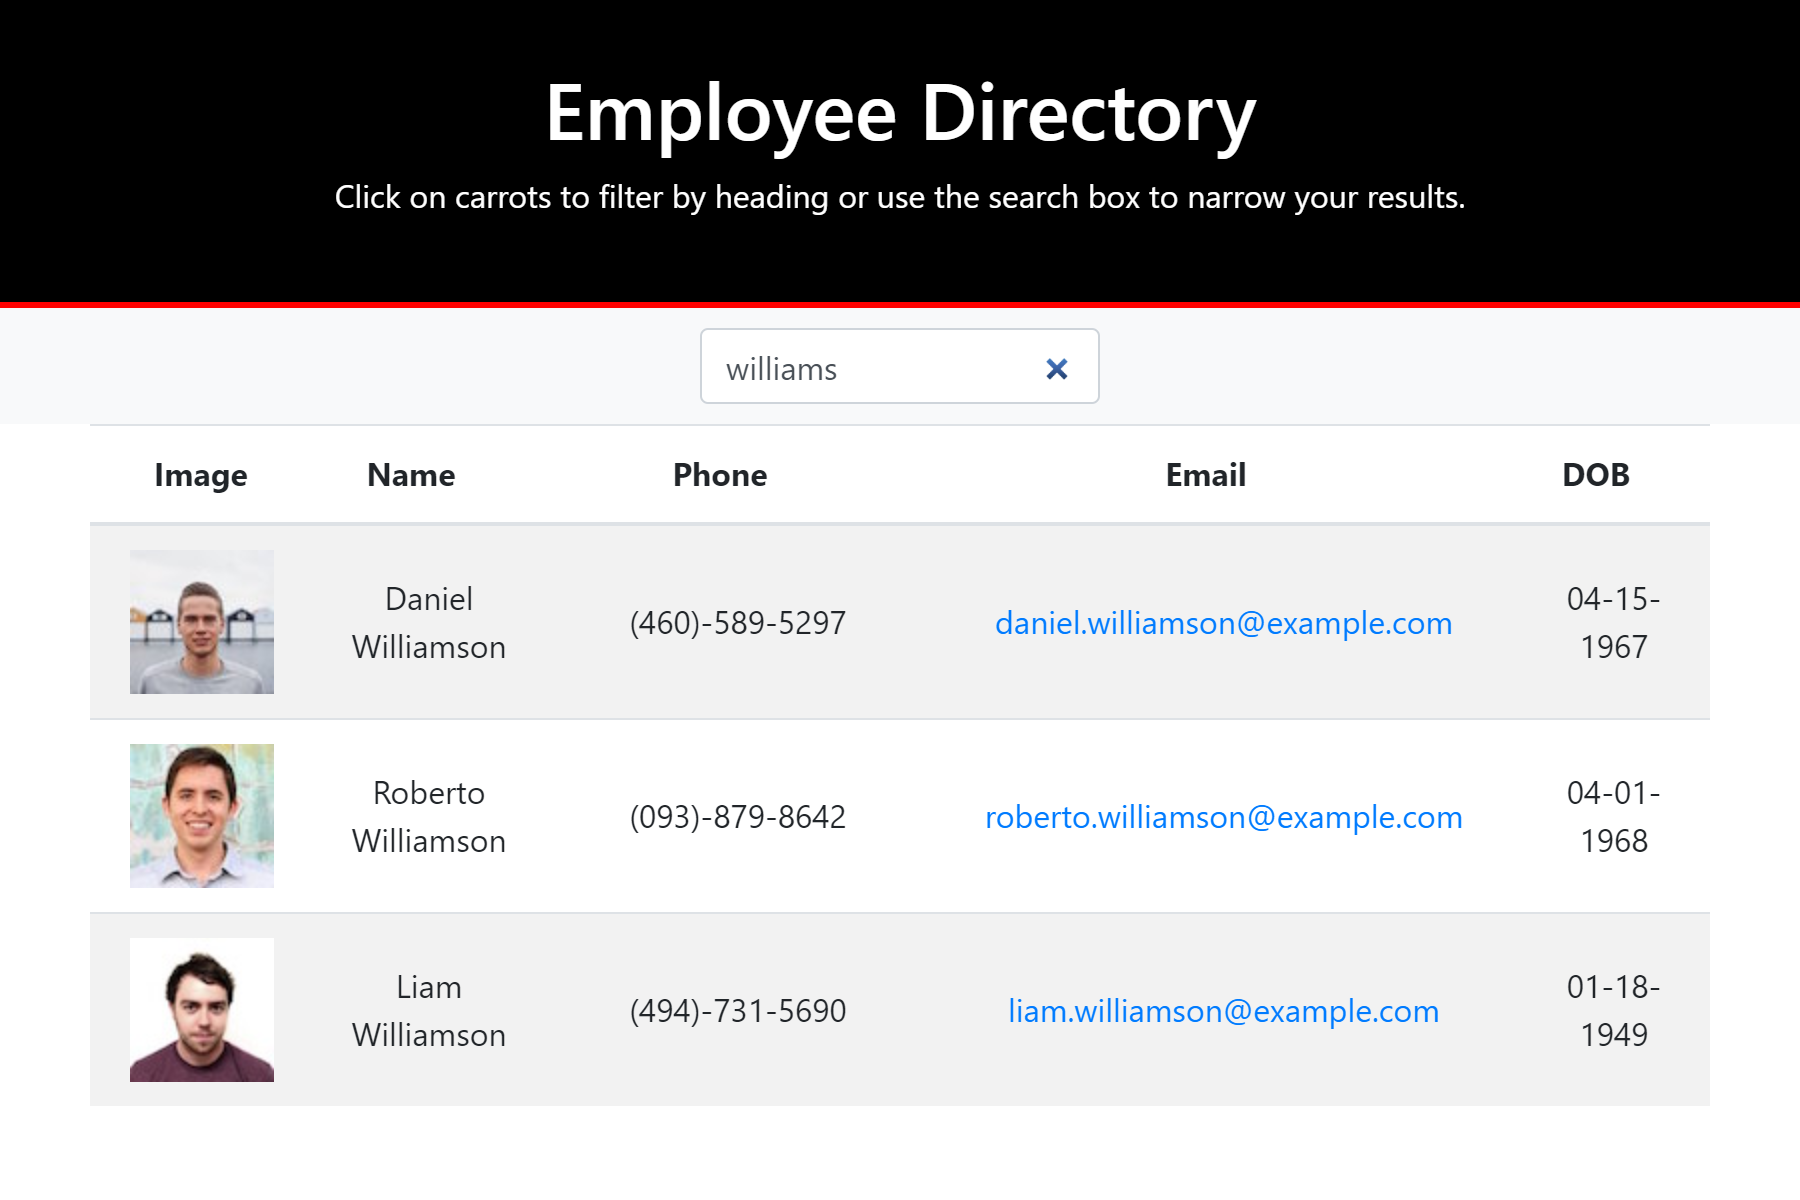 Employee Directory
Click on carrots to filter by heading or use the search box to narrow your results.
williams
Image Name Phone Email DOB
Daniel Williamson (460)-589-5297 daniel.williamson@example.com 04-15-1967
Roberto Williamson (093)-879-8642 roberto.williamson@example.com 04-01-1968
Liam Williamson (494)-731-5690 liam.williamson@example.com 01-18-1949